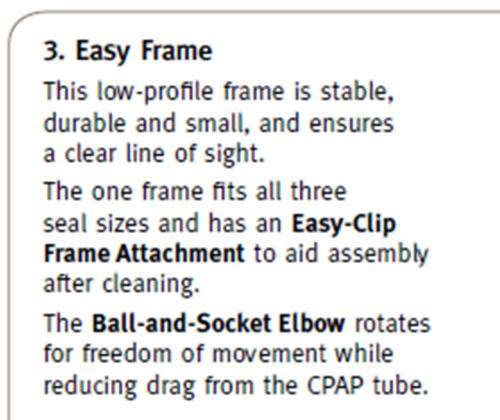 3. Easy Frame
This low-profile frame is stable,
durable and small, and ensures
a clear line of sight.
The one frame fits all three
seal sizes and has an Easy-Clip
Frame Attachment to aid assembly
after cleaning.
The Ball-and-Socket Elbow rotates
for freedom of movement while
reducing drag from the CPAP tube.